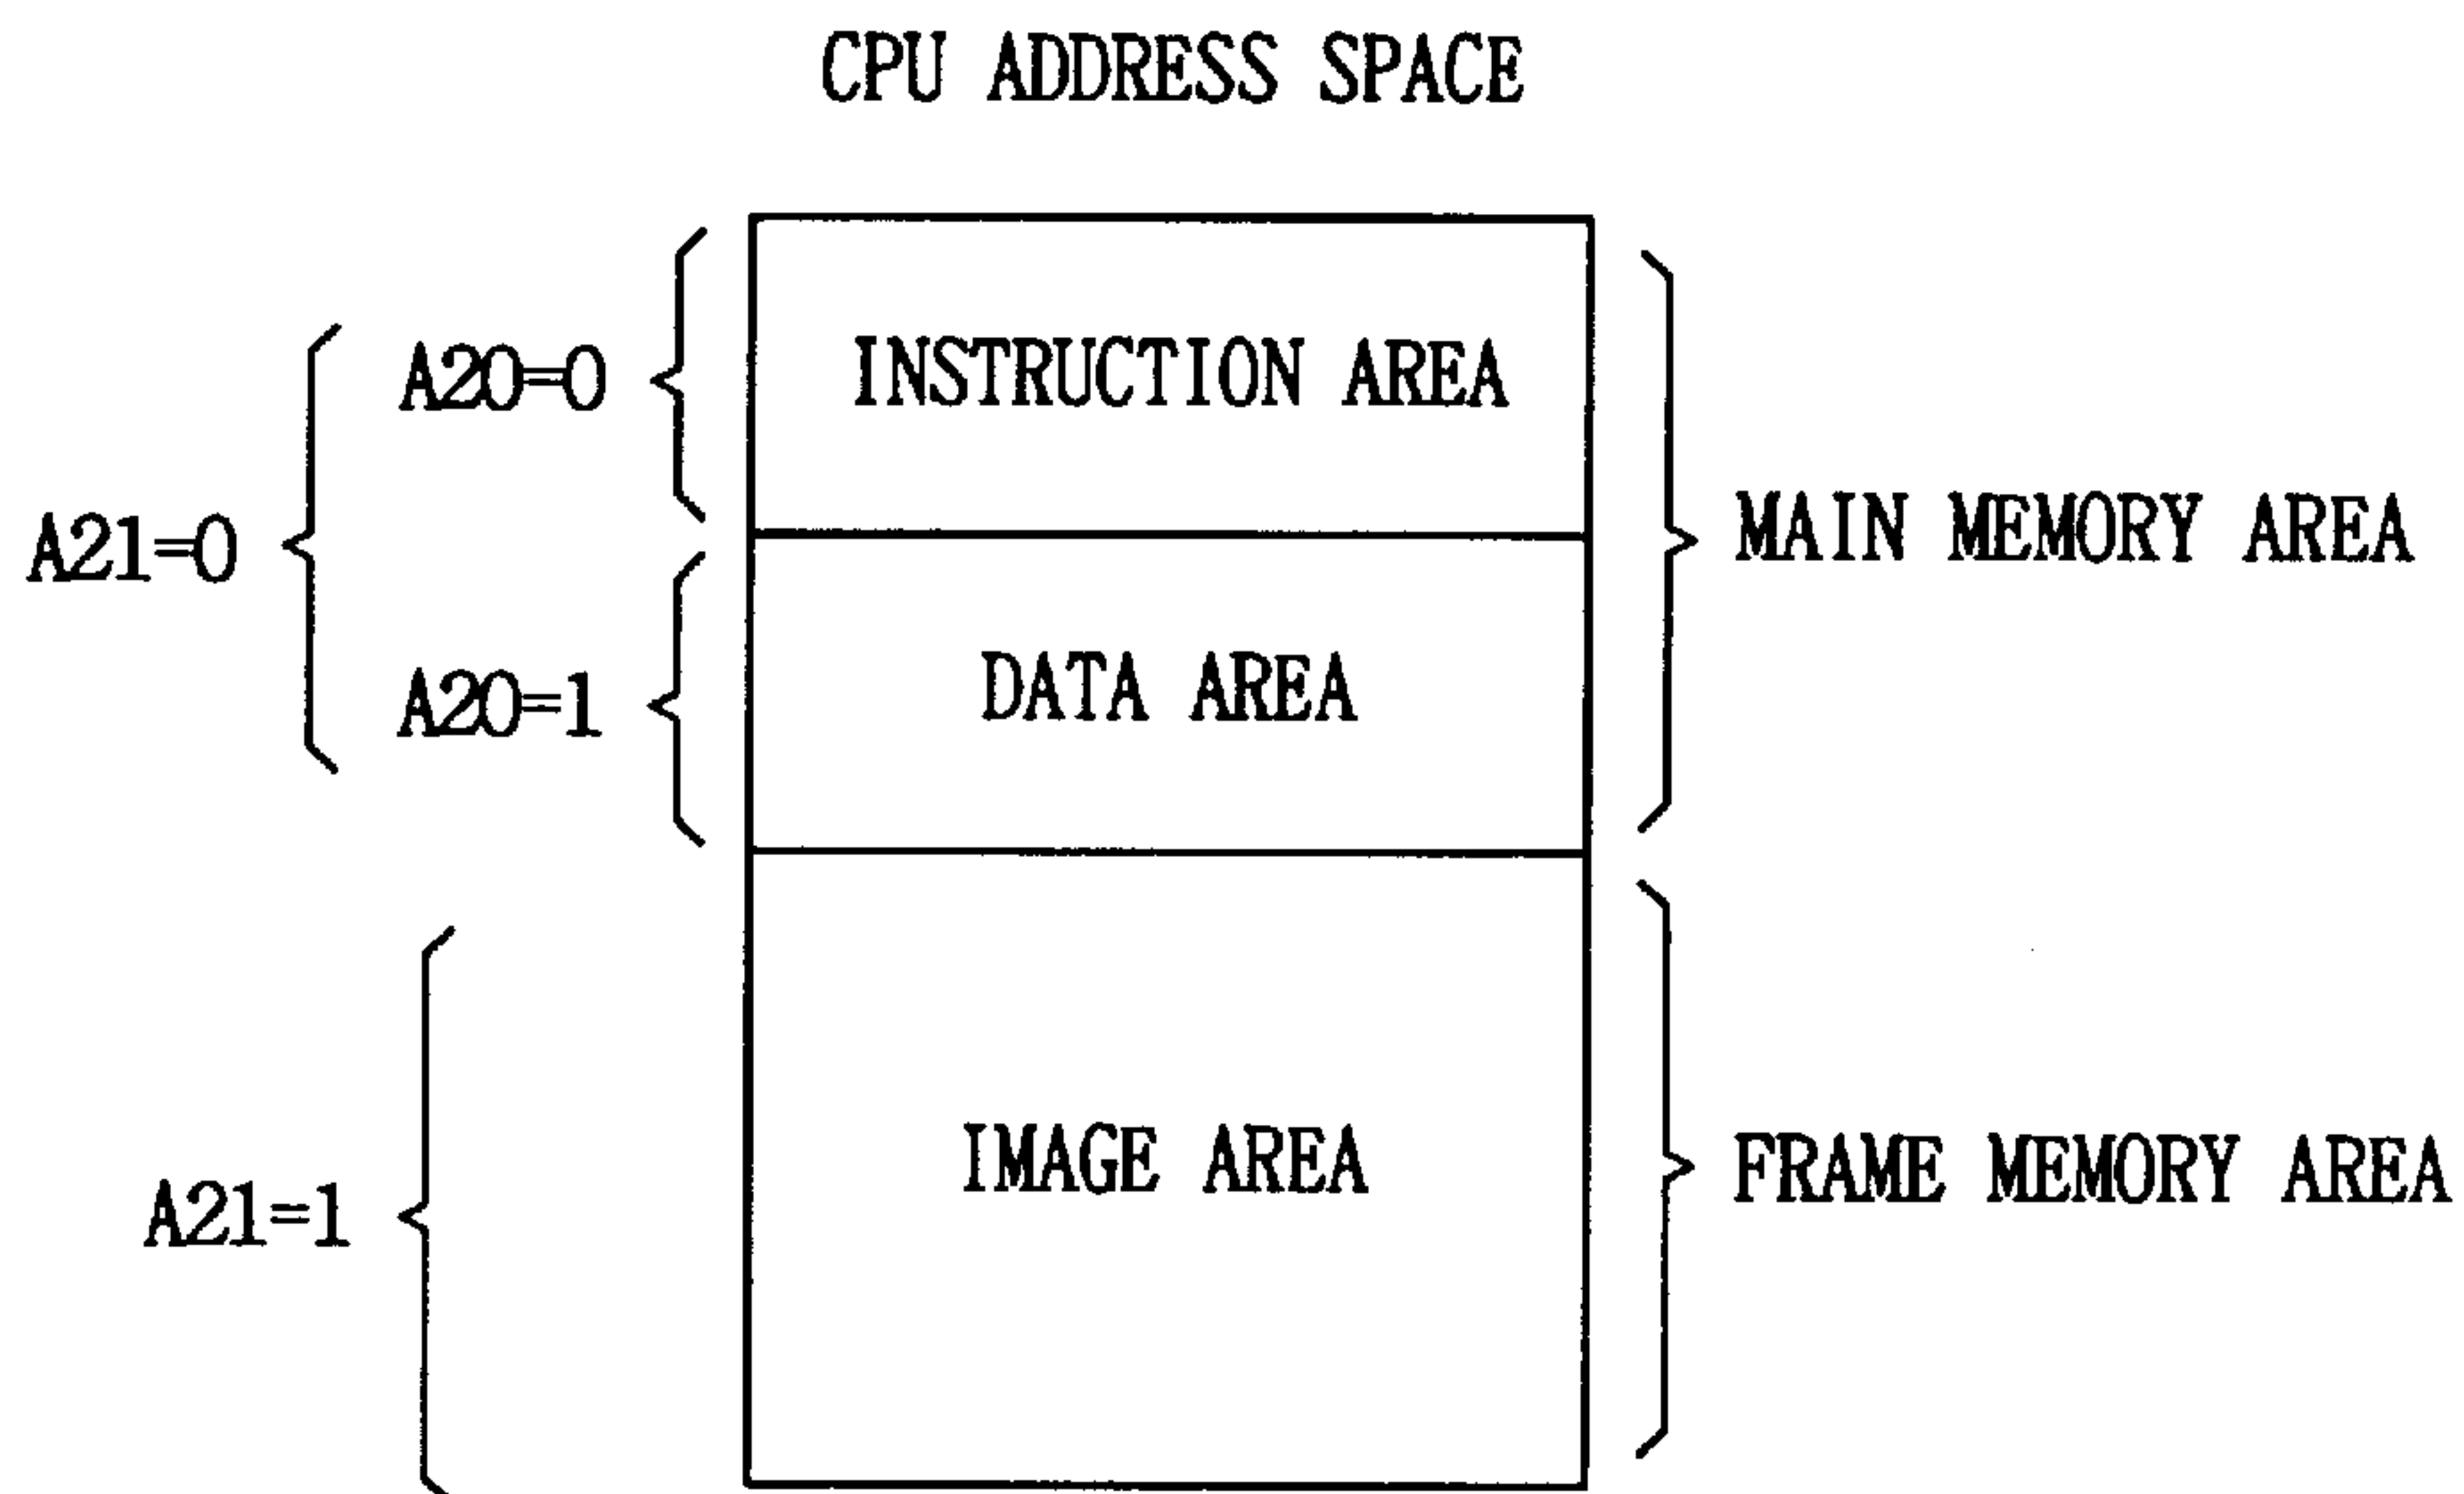 CPU ADDRESS SPACE
A20=0
INSTRUCTION AREA
A21=0
MAIN MEMORY AREA
A20=1
DATA AREA
A21=1
IMAGE AREA
FRAME MEMORY AREA